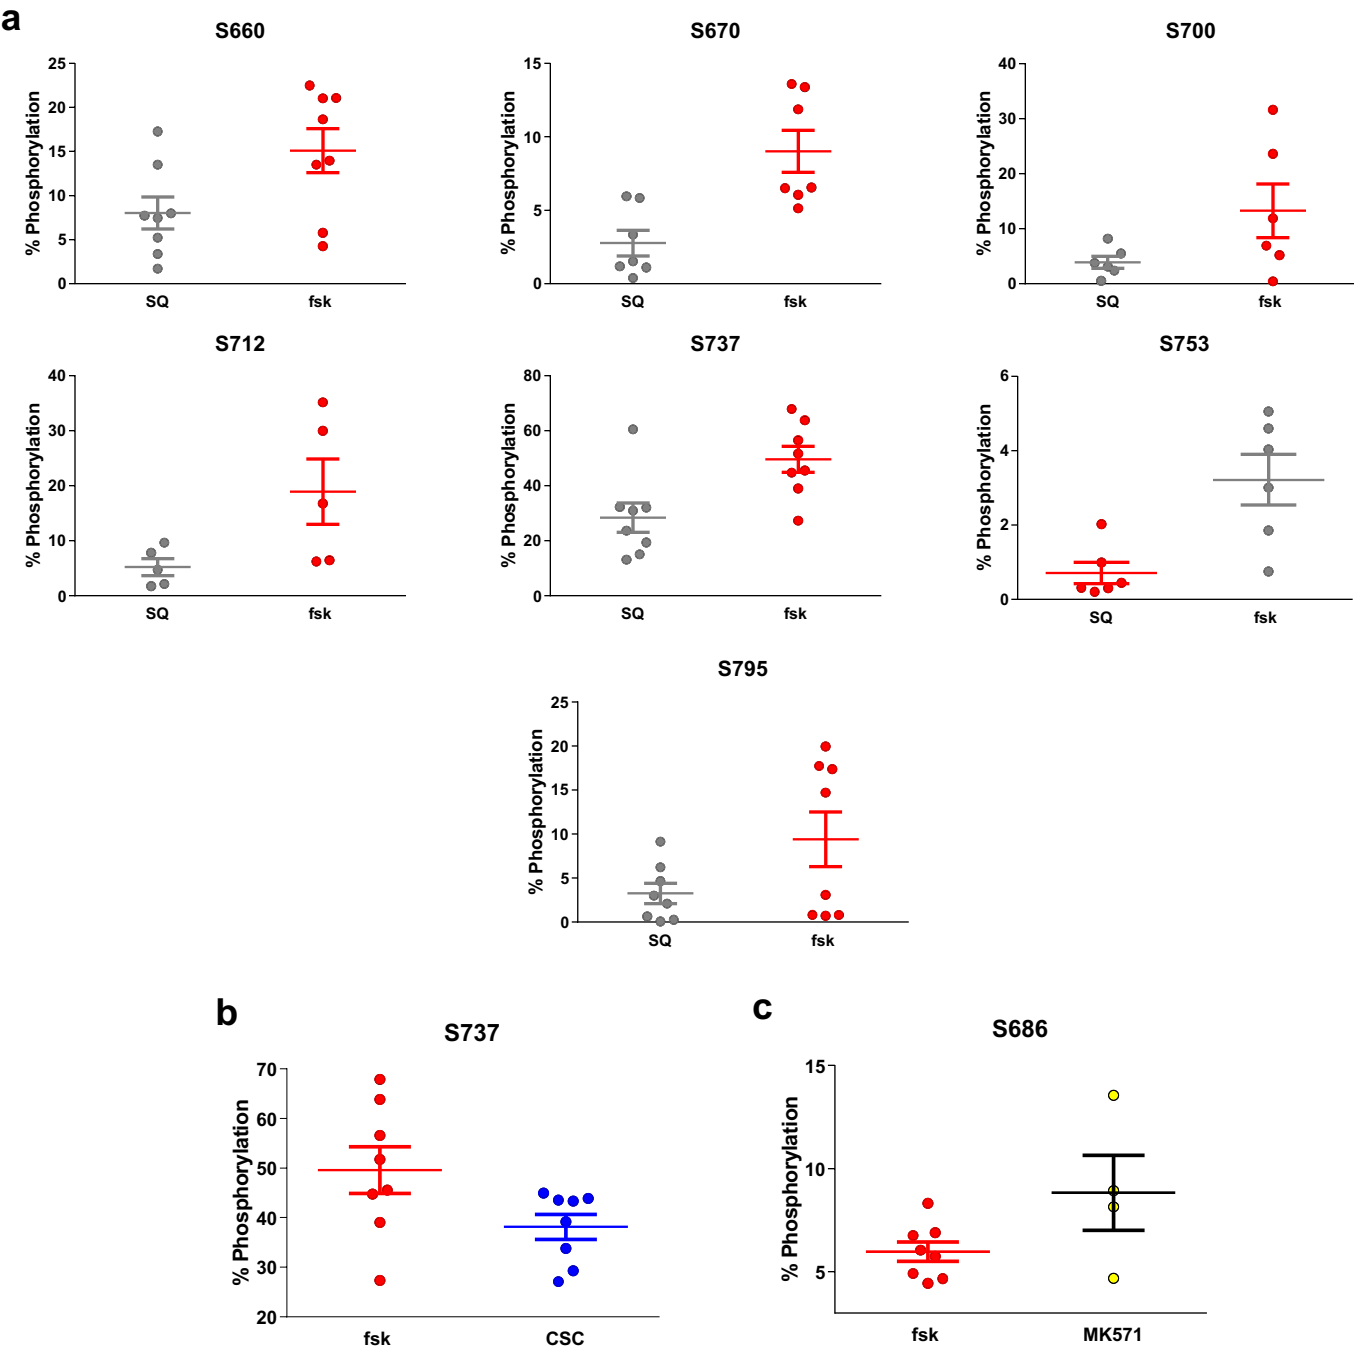 a
S660
% Phosphorylation
25
20
15
10
5
0
SQ
fsk
S670
% Phosphorylation
15
10
5
0
SQ
fsk
S700
% Phosphorylation
40
30
20
10
0
SQ
fsk
S712
% Phosphorylation
40
30
20
10
0
SQ
fsk
S737
% Phosphorylation
80
60
40
20
0
SQ
fsk
S753
% Phosphorylation
6
4
2
0
SQ
fsk
S795
% Phosphorylation
25
20
15
10
5
0
SQ
fsk
b
S737
% Phosphorylation
70
60
50
40
30
20
fsk
CSC
c
S686
% Phosphorylation
15
10
5
fsk
MK571